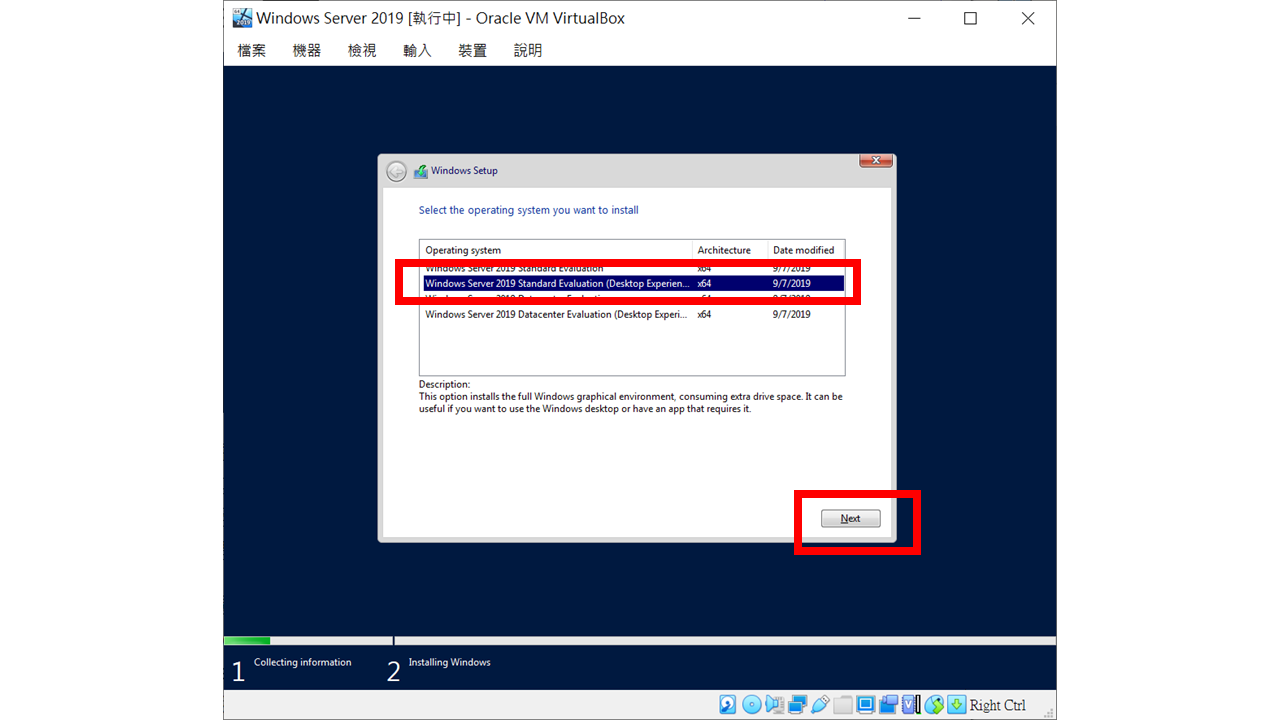 Windows Server 2019 [執行中] - Oracle VM VirtualBox
檔案 機器 檢視 輸入 裝置 說明
Windows Setup
Select the operating system you want to install
Operating system Architecture Date modified
Windows Server 2019 Standard Evaluation x64 9/7/2019
Windows Server 2019 Standard Evaluation (Desktop Experien... x64 9/7/2019
Windows Server 2019 Datacenter Evaluation x64 9/7/2019
Windows Server 2019 Datacenter Evaluation (Desktop Experi... x64 9/7/2019
Description:
This option installs the full Windows graphical environment, consuming extra drive space. It can be
useful if you want to use the Windows desktop or have an app that requires it.
Next
1 Collecting information 2 Installing Windows
Right Ctrl